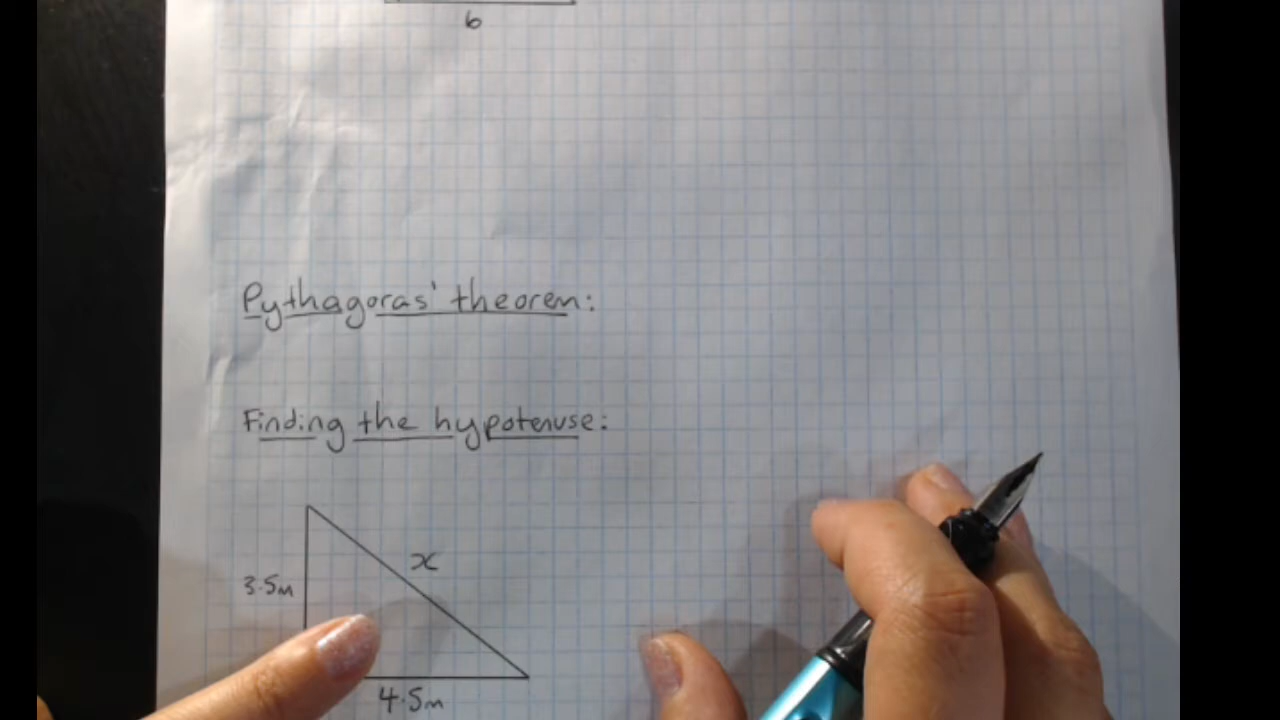 6
Pythagoras' theorem:
Finding the hypotenuse:
x
3.5m
4.5m